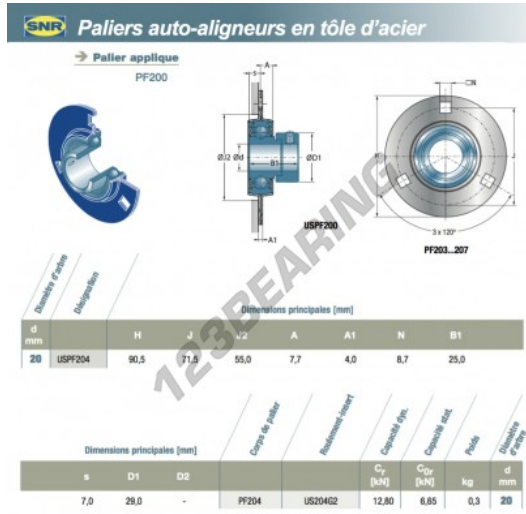 SNR Paliers auto-aligneurs en tôle d'acier
Palier applique
PF200
A
s
N
ØJ2
Ød
B1
ØD1
H
J
A1
USPF200
3 x 120°
PF203...207
123BEARING
Diamètre d'arbre
Désignation
Dimensions principales [mm]
d mm H J J2 A A1 N B1
20 USPF204 90,5 71,5 55,0 7,7 4,0 8,7 25,0
Dimensions principales [mm]
Corps de palier
Roulement-insert
Capacité dyn.
Capacité stat.
Poids
Diamètre d'arbre
s D1 D2 Cr [kN] C0r [kN] kg d mm
7,0 29,0 - PF204 US204G2 12,80 6,65 0,3 20